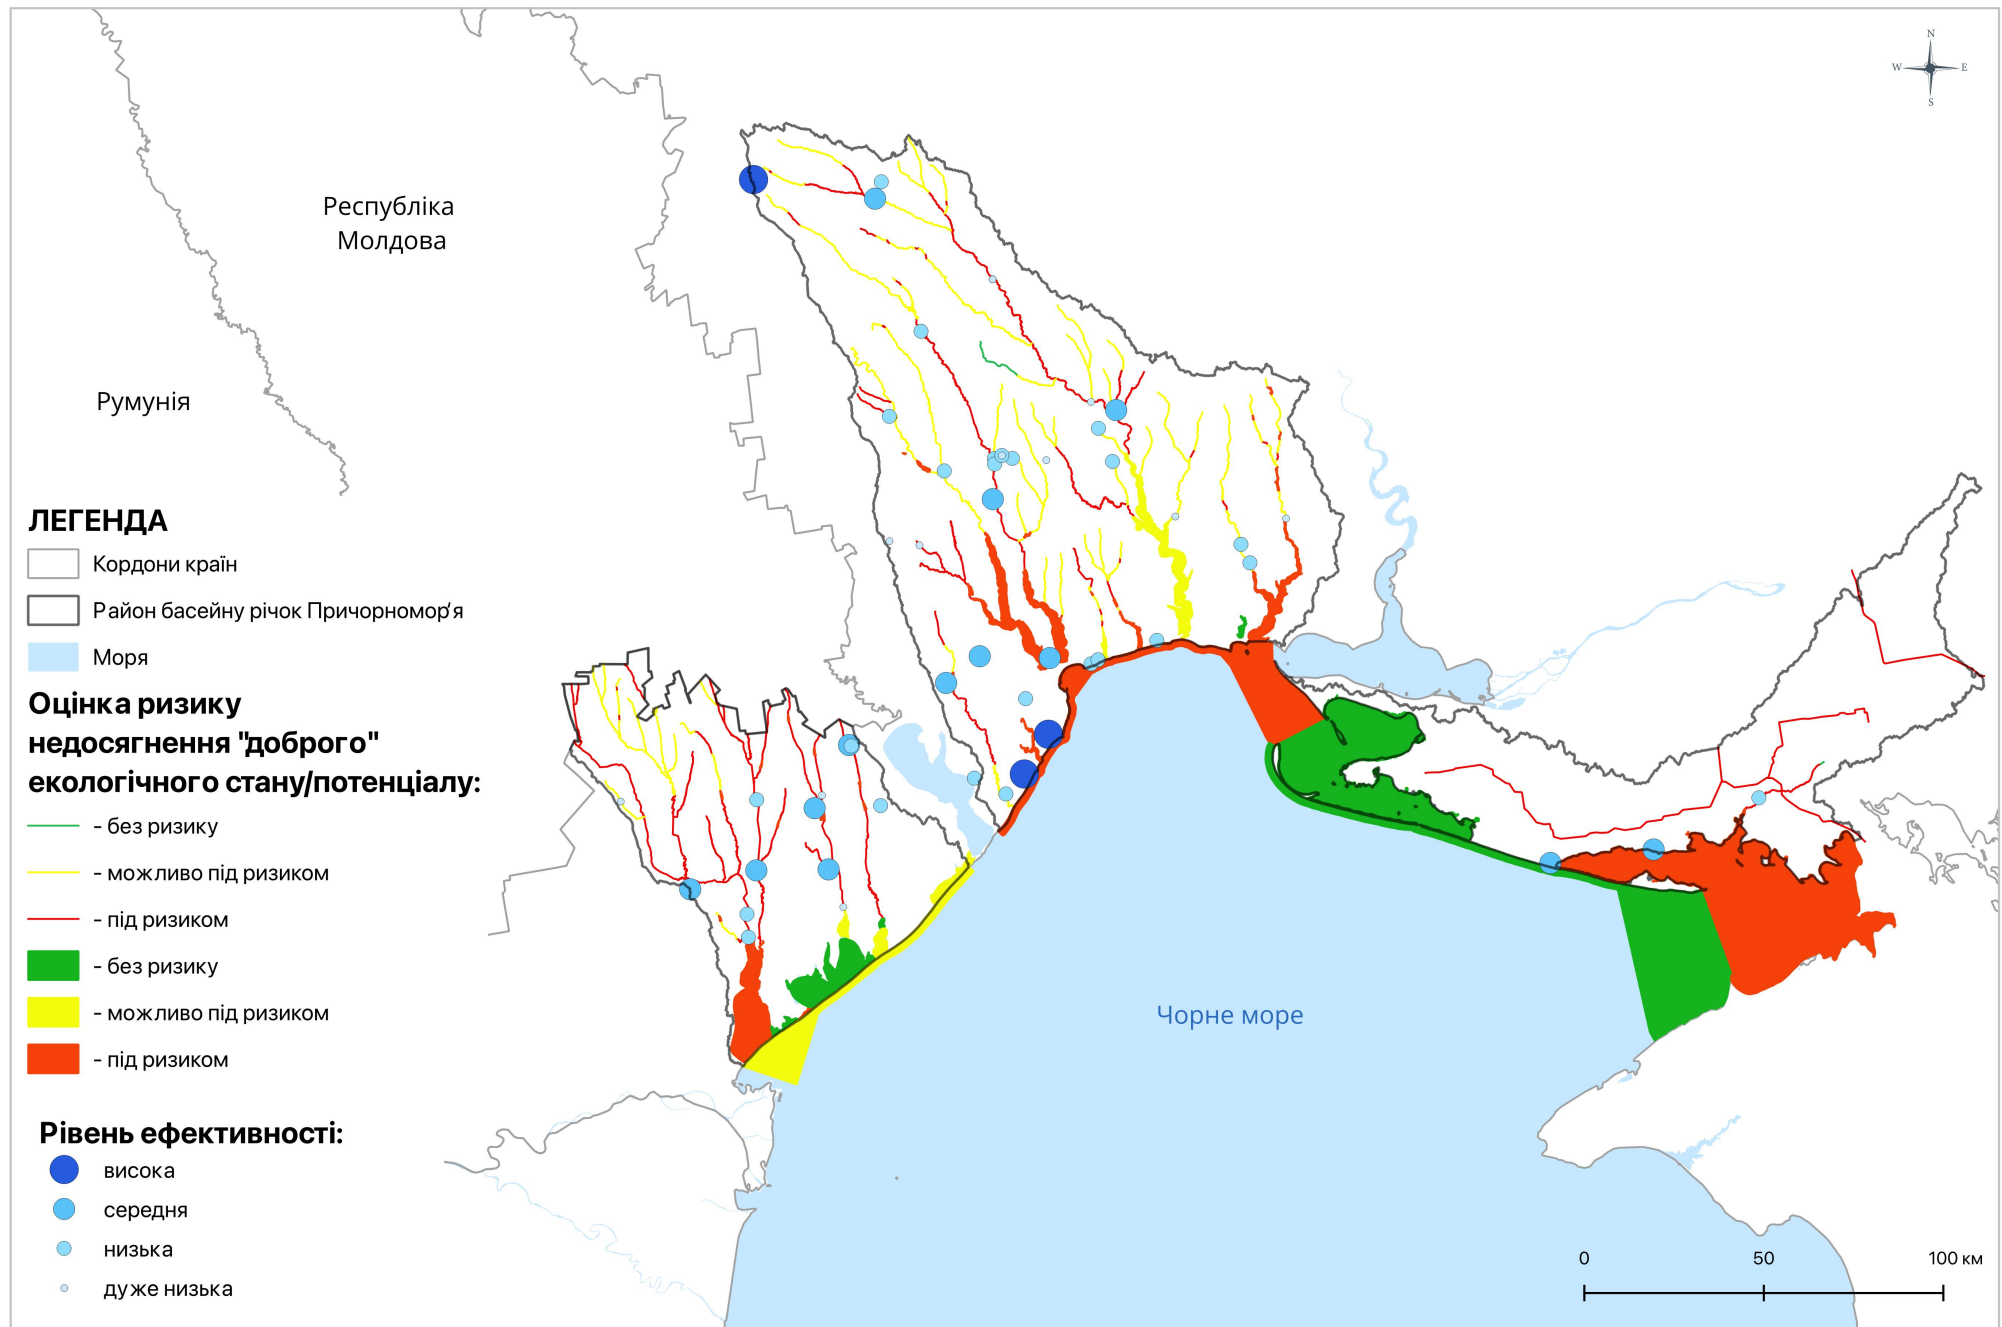 N
W E
S
Республіка
Молдова
Румунія
ЛЕГЕНДА
Кордони країн
Район басейну річок Причорномор'я
Моря
Оцінка ризику
недосягнення "доброго"
екологічного стану/потенціалу:
- без ризику
- можливо під ризиком
- під ризиком
- без ризику
- можливо під ризиком
- під ризиком
Чорне море
Рівень ефективності:
висока
середня
низька
дуже низька
0 50 100 км